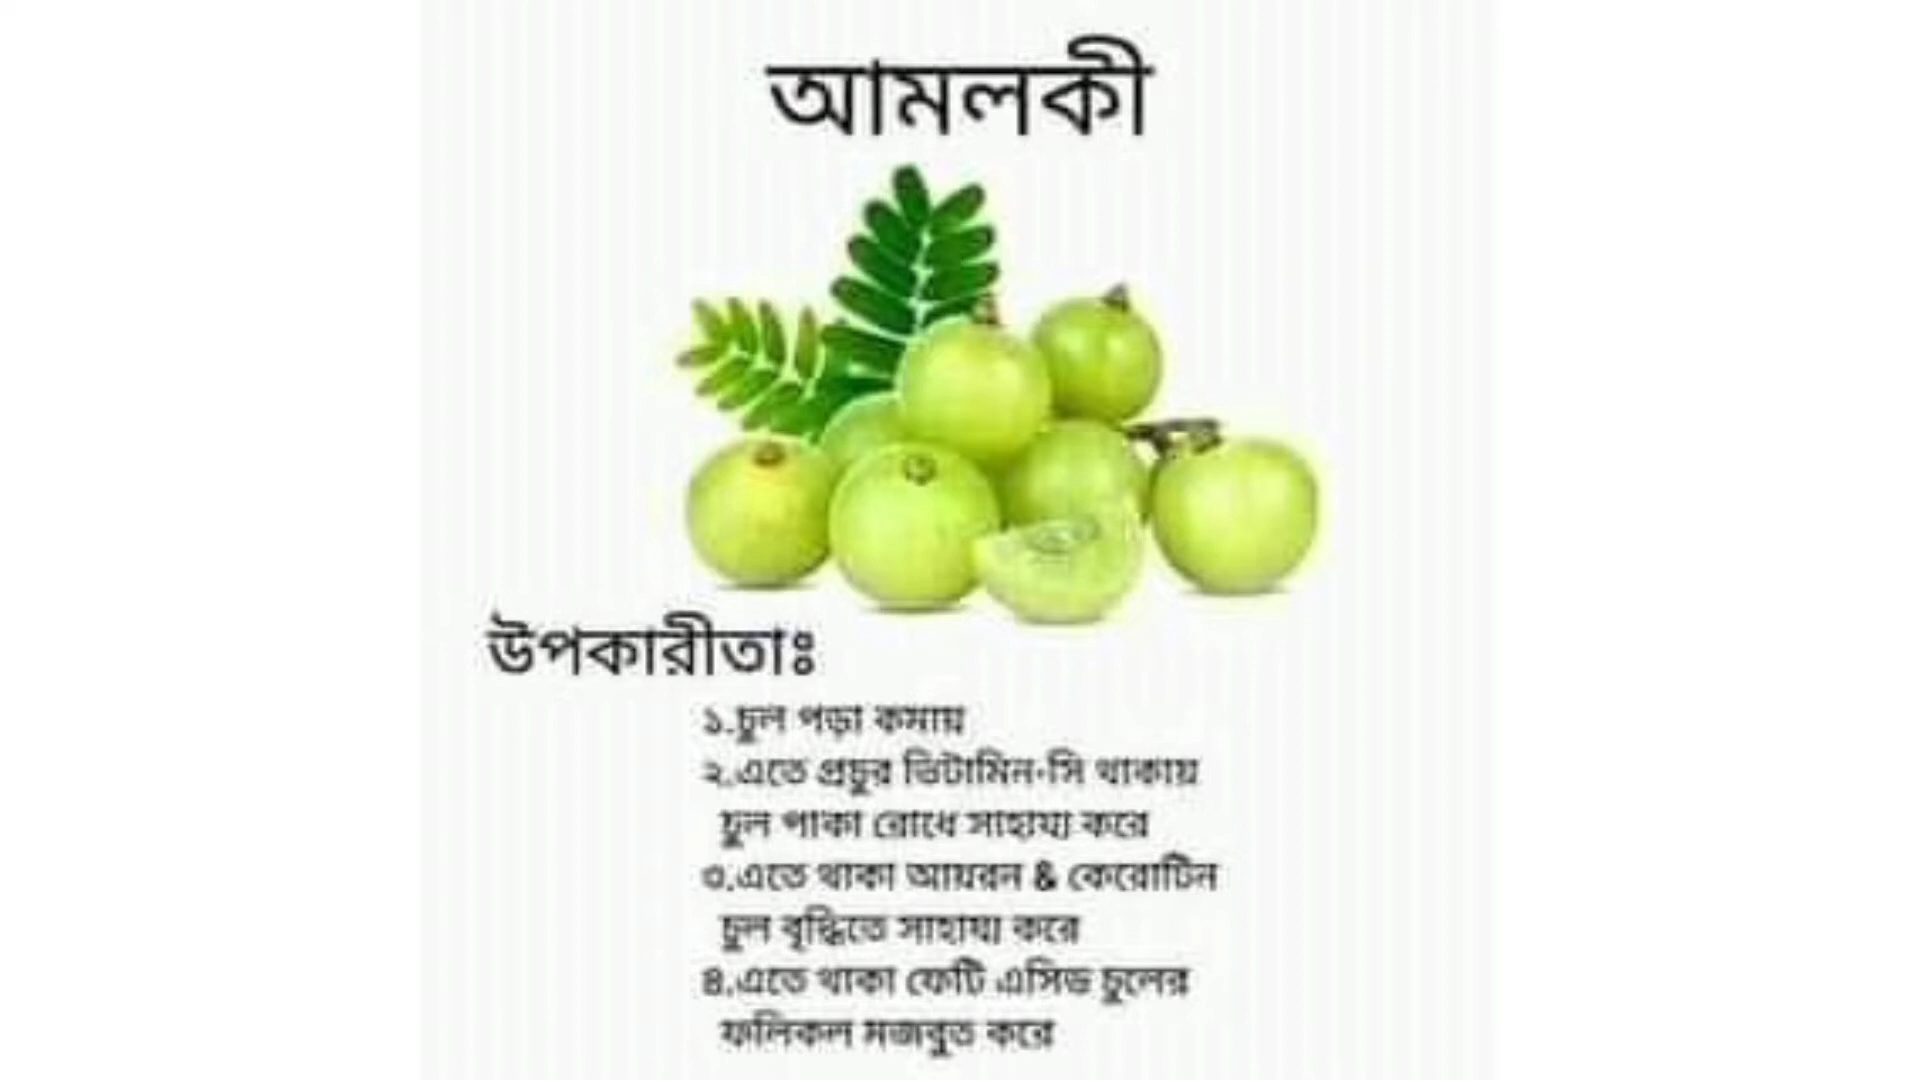 আমলকী
উপকারীতাঃ
১.চুল পড়া কমায়
২.এতে প্রচুর ভিটামিন-সি থাকায়
চুল পাকা রোধে সাহায্য করে
৩.এতে থাকা আয়রন & কেরোটিন
চুল বৃদ্ধিতে সাহায্য করে
৪.এতে থাকা ফেটি এসিড চুলের
ফলিকল মজবুত করে